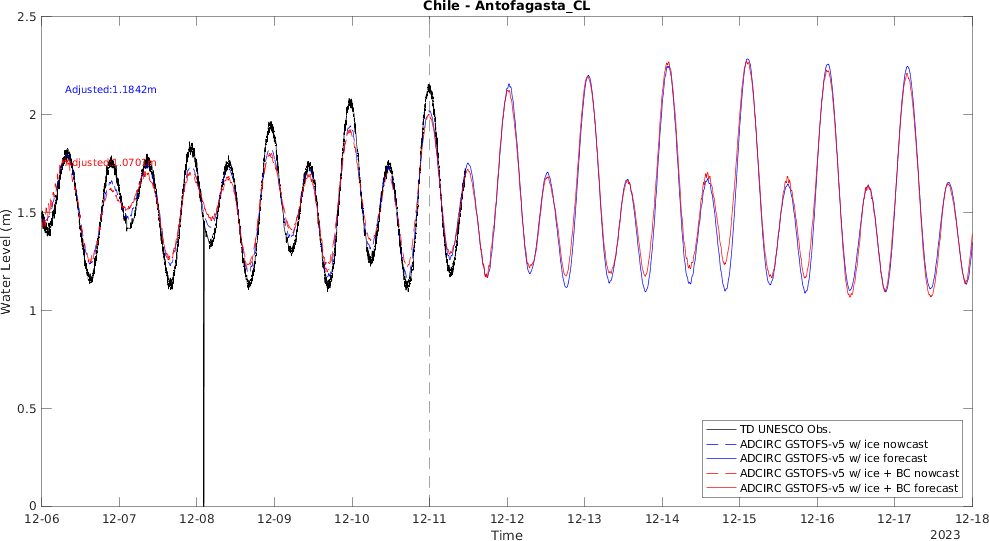 Chile - Antofagasta_CL
2.5
2
1.5
1
0.5
0
Water Level (m)
Adjusted:1.1842m
Adjusted:1.0701m
TD UNESCO Obs.
ADCIRC GSTOFS-v5 w/ ice nowcast
ADCIRC GSTOFS-v5 w/ ice forecast
ADCIRC GSTOFS-v5 w/ ice + BC nowcast
ADCIRC GSTOFS-v5 w/ ice + BC forecast
12-06 12-07 12-08 12-09 12-10 12-11 12-12 12-13 12-14 12-15 12-16 12-17 12-18
Time
2023